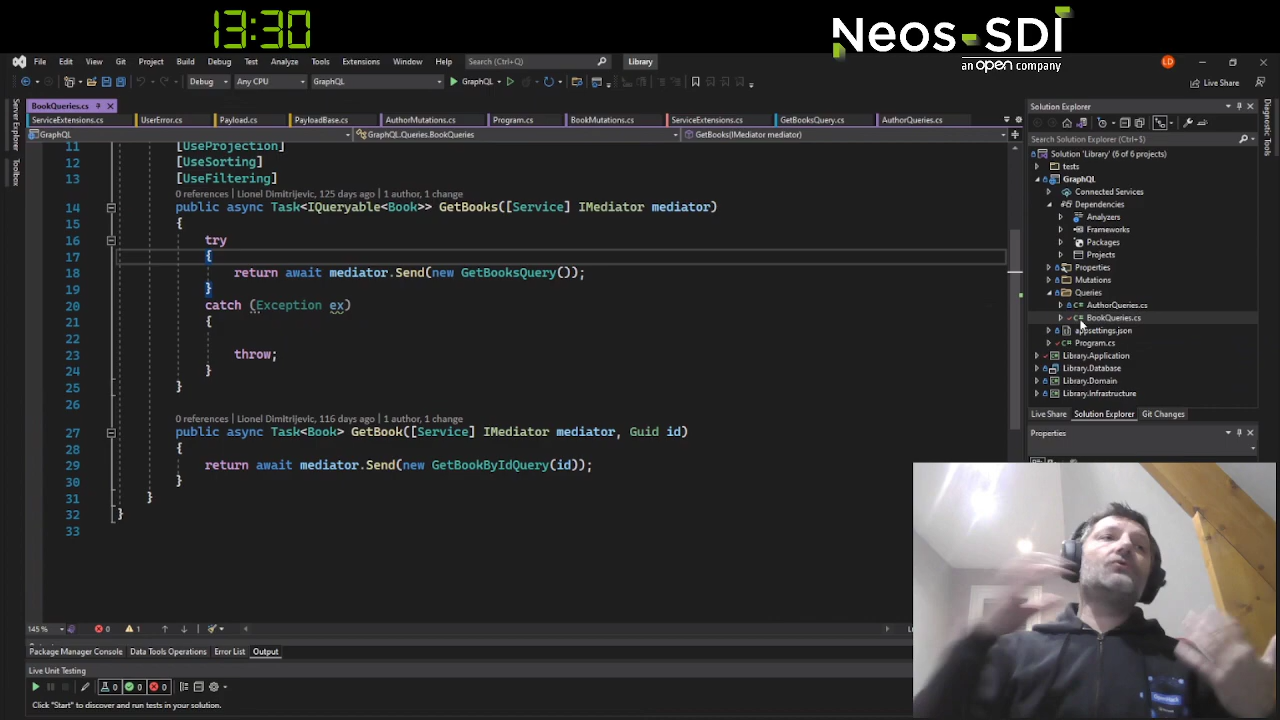 13:30
Neos-SDI
an open company
File Edit View Git Project Build Debug Test Analyze Tools Extensions Window Help Search (Ctrl+Q) Library LD
Debug Any CPU GraphQL GraphQL Live Share
Server Explorer
Toolbox
BookQueries.cs
ServiceExtensions.cs UserError.cs Payload.cs PayloadBase.cs AuthorMutations.cs Program.cs BookMutations.cs ServiceExtensions.cs GetBooksQuery.cs AuthorQueries.cs
GraphQL GraphQL.Queries.BookQueries GetBooks(IMediator mediator)
11 [UseProjection]
12 [UseSorting]
13 [UseFiltering]
0 references | Lionel Dimitrijevic, 125 days ago | 1 author, 1 change
14 public async Task<IQueryable<Book>> GetBooks([Service] IMediator mediator)
15 {
16 try
17 {
18 return await mediator.Send(new GetBooksQuery());
19 }
20 catch (Exception ex)
21 {
22
23 throw;
24 }
25 }
26
0 references | Lionel Dimitrijevic, 116 days ago | 1 author, 1 change
27 public async Task<Book> GetBook([Service] IMediator mediator, Guid id)
28 {
29 return await mediator.Send(new GetBookByIdQuery(id));
30 }
31 }
32 }
33
145 % 0 1
Package Manager Console Data Tools Operations Error List Output
Live Unit Testing
0 0 0
Click "Start" to discover and run tests in your solution.
Solution Explorer
Search Solution Explorer (Ctrl+$)
Solution 'Library' (6 of 6 projects)
tests
GraphQL
Connected Services
Dependencies
Analyzers
Frameworks
Packages
Projects
Properties
Mutations
Queries
AuthorQueries.cs
BookQueries.cs
appsettings.json
Program.cs
Library.Application
Library.Database
Library.Domain
Library.Infrastructure
Live Share Solution Explorer Git Changes
Properties
Diagnostic Tools